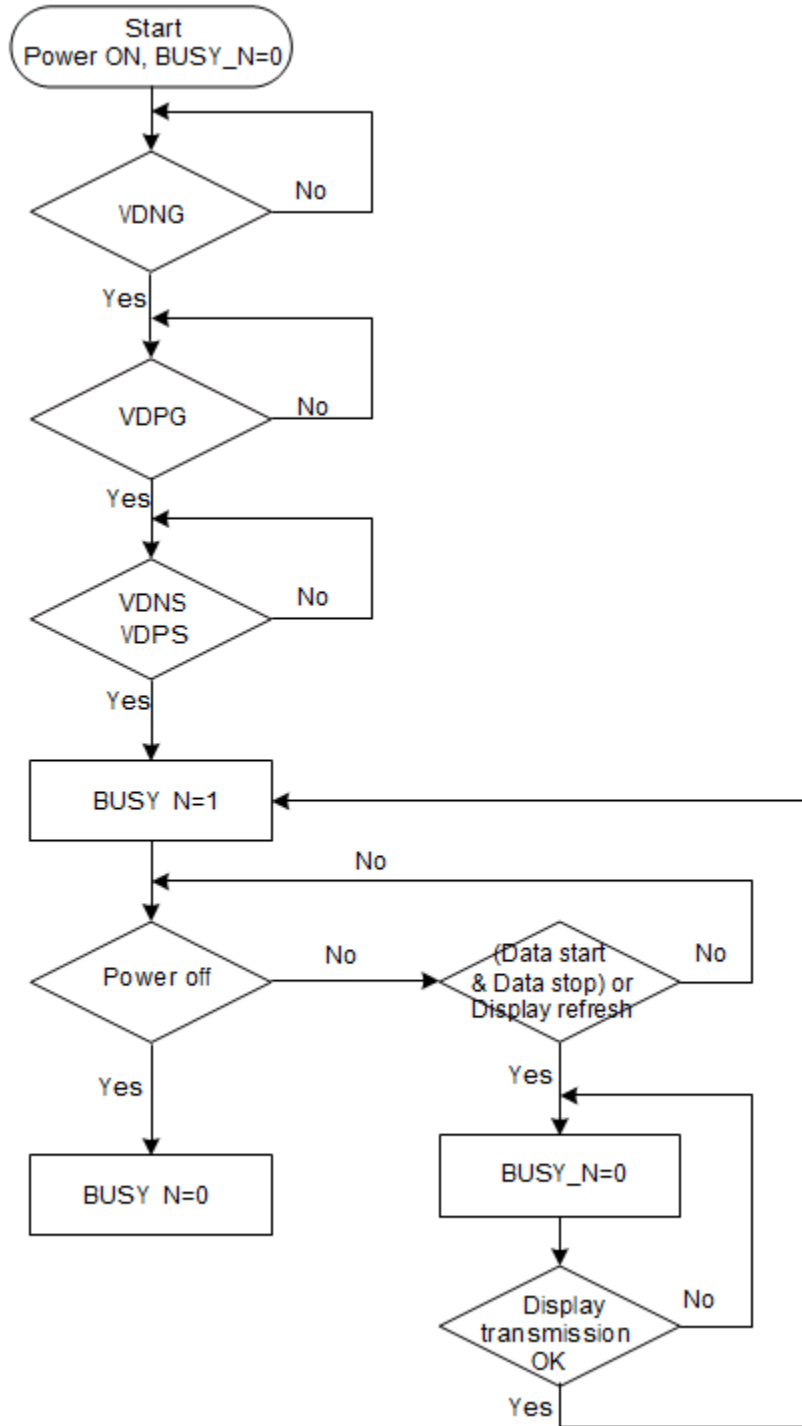 Start
Power ON, BUSY_N=0
VDNG
No
Yes
VDPG
No
Yes
VDNS
VDPS
No
Yes
BUSY N=1
No
Power off
No
(Data start
& Data stop) or
Display refresh
No
Yes
Yes
BUSY N=0
BUSY_N=0
Display
transmission
OK
No
Yes